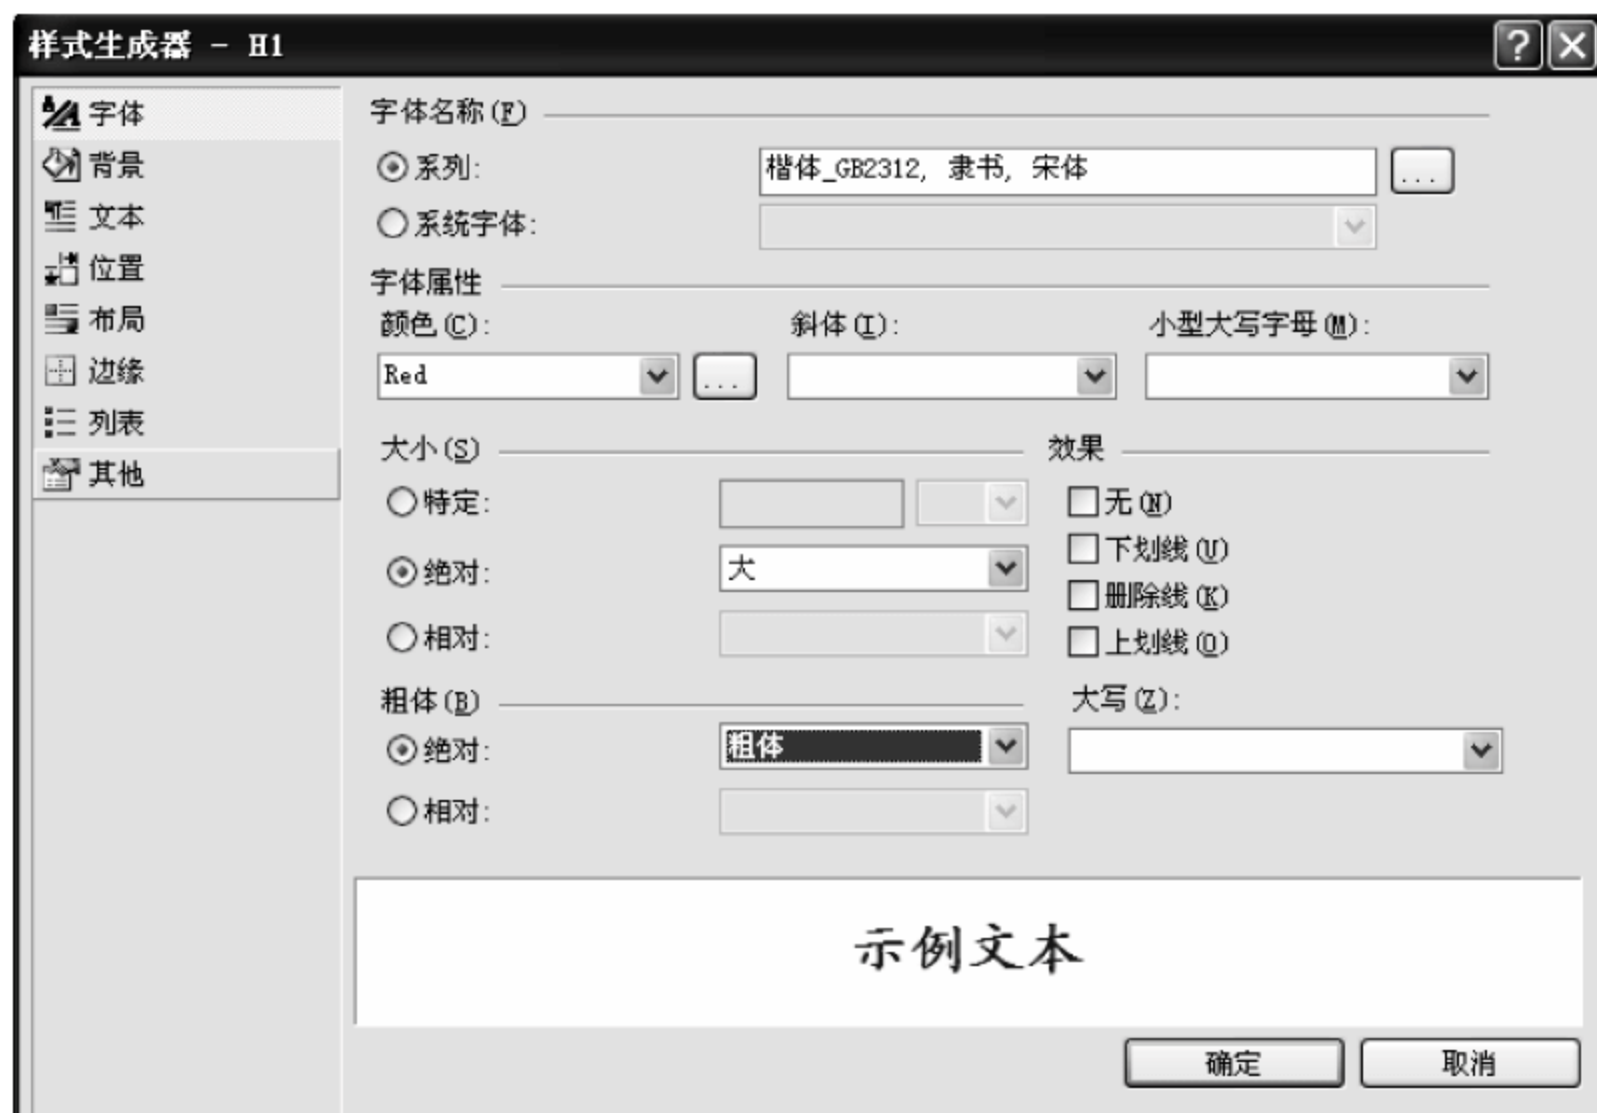 样式生成器 - H1
字体
背景
文本
位置
布局
边缘
列表
其他
字体名称(F)
系列: 楷体_GB2312, 隶书, 宋体 ...
系统字体:
字体属性
颜色(C): 斜体(I): 小型大写字母(M):
Red ...
大小(S) 效果
特定: 无(N)
下划线(U)
绝对: 大
删除线(K)
相对: 上划线(O)
粗体(B) 大写(Z):
绝对: 粗体
相对:
示例文本
确定 取消